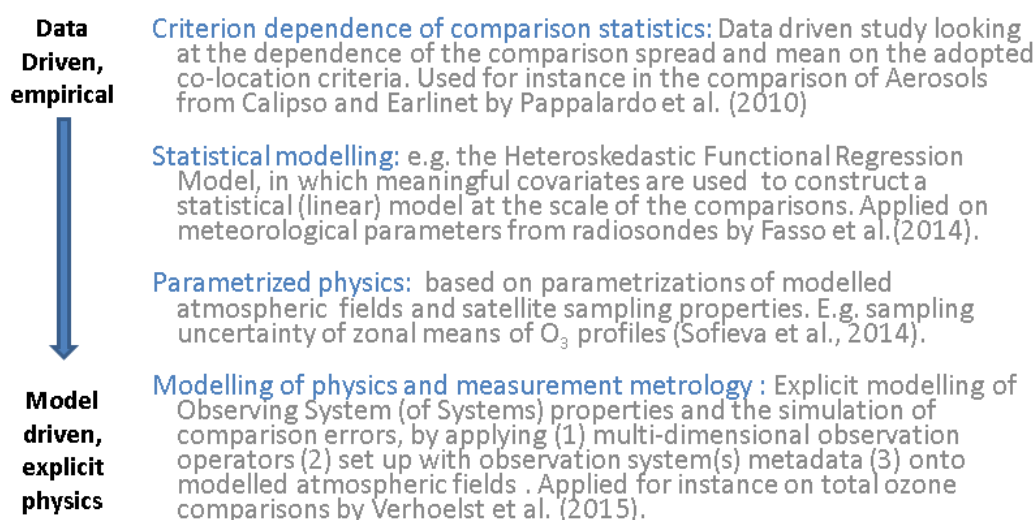 Data
Driven,
empirical
Criterion dependence of comparison statistics: Data driven study looking
at the dependence of the comparison spread and mean on the adopted
co-location criteria. Used for instance in the comparison of Aerosols
from Calipso and Earlinet by Pappalardo et al. (2010)
Statistical modelling: e.g. the Heteroskedastic Functional Regression
Model, in which meaningful covariates are used to construct a
statistical (linear) model at the scale of the comparisons. Applied on
meteorological parameters from radiosondes by Fasso et al.(2014).
Parametrized physics: based on parametrizations of modelled
atmospheric fields and satellite sampling properties. E.g. sampling
uncertainty of zonal means of O₃ profiles (Sofieva et al., 2014).
Model
driven,
explicit
physics
Modelling of physics and measurement metrology : Explicit modelling of
Observing System (of Systems) properties and the simulation of
comparison errors, by applying (1) multi-dimensional observation
operators (2) set up with observation system(s) metadata (3) onto
modelled atmospheric fields . Applied for instance on total ozone
comparisons by Verhoelst et al. (2015).